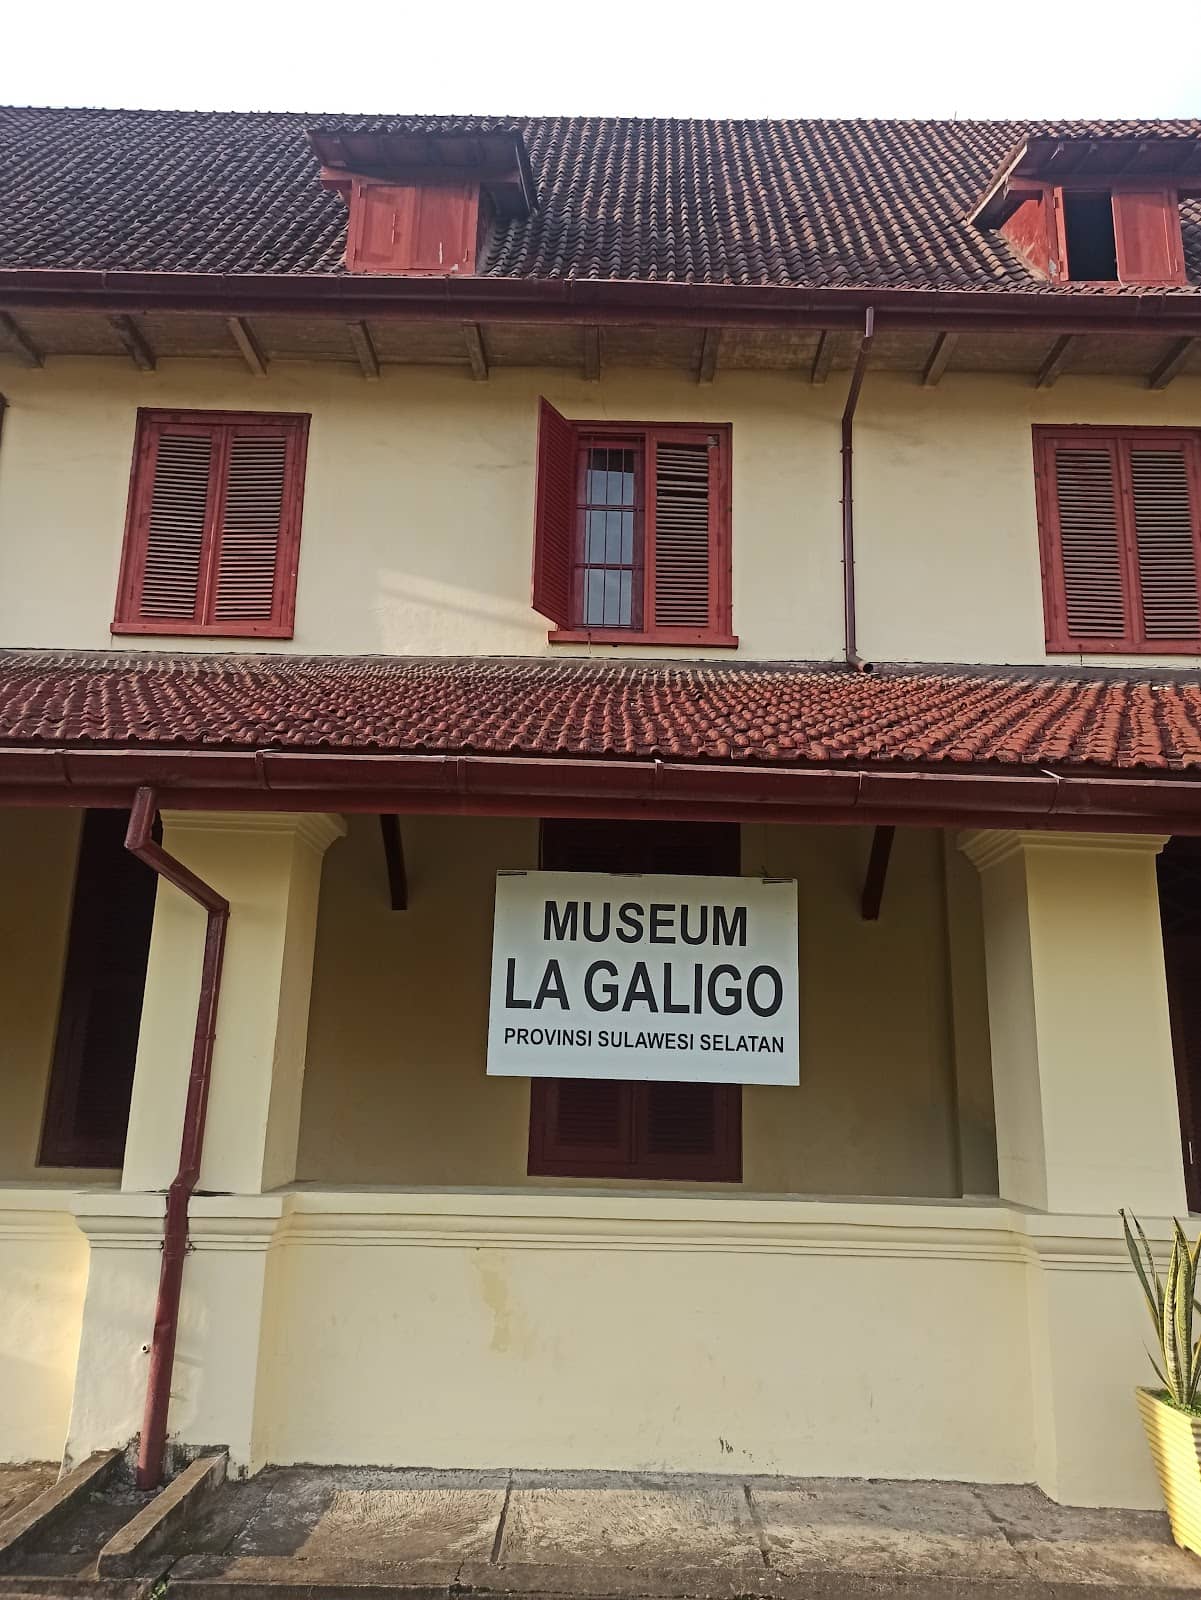 MUSEUM
LA GALIGO
PROVINSI SULAWESI SELATAN